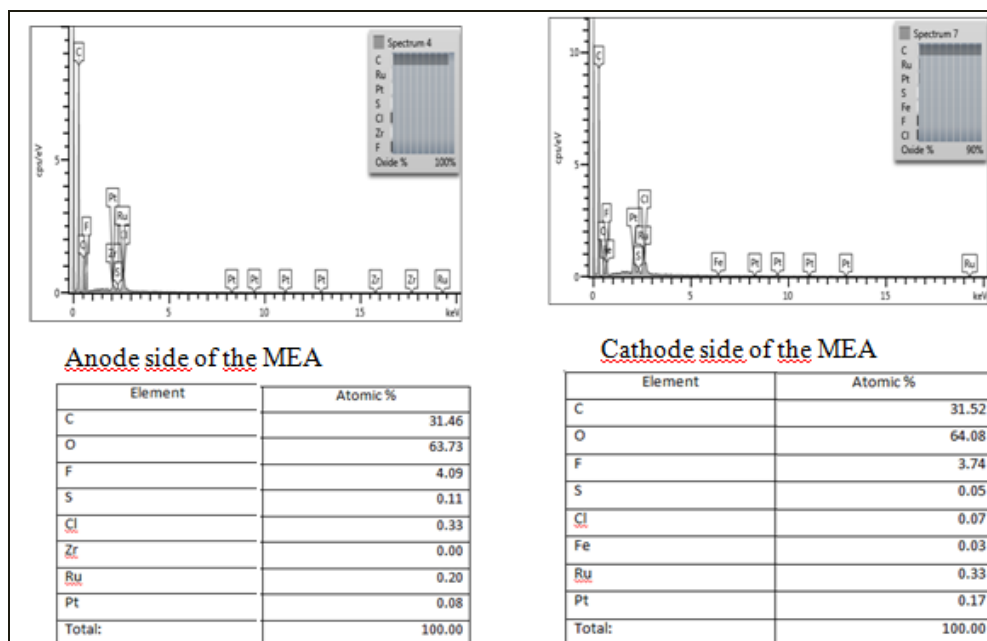 Spectrum 4
C
Ru
Pt
S
Cl
Zr
F
Oxide % 100%
cps/eV
5
0
C
Pt
F
Ru
Cl
Zr
S
Pt Pt Pt Pt Zr Zr Ru
0 5 10 15 keV
Spectrum 7
C
Ru
Pt
S
Fe
F
Cl
Oxide % 90%
cps/eV
10
5
0
C
Cl
F
Pt
Ru
S
Fe Pt Pt Pt Pt Ru
0 5 10 15 keV
Anode side of the MEA
Element Atomic %
C 31.46
O 63.73
F 4.09
S 0.11
Cl 0.33
Zr 0.00
Ru 0.20
Pt 0.08
Total: 100.00
Cathode side of the MEA
Element Atomic %
C 31.52
O 64.08
F 3.74
S 0.05
Cl 0.07
Fe 0.03
Ru 0.33
Pt 0.17
Total: 100.00